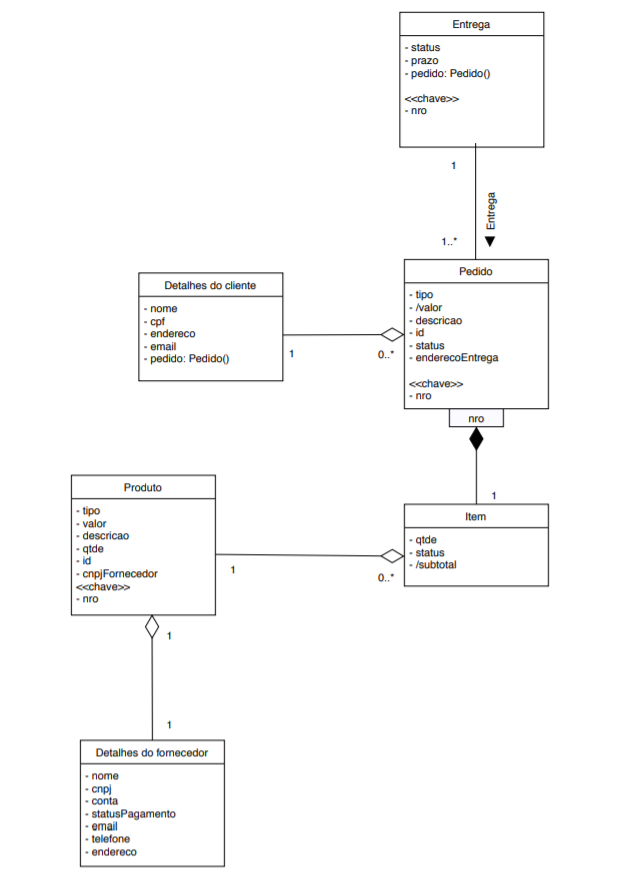 Entrega
- status
- prazo
- pedido: Pedido()
<<chave>>
- nro
1
Entrega
1..*
Detalhes do cliente
- nome
- cpf
- endereco
- email
- pedido: Pedido()
1
0..*
Pedido
- tipo
- /valor
- descricao
- id
- status
- enderecoEntrega
<<chave>>
- nro
nro
1
Produto
- tipo
- valor
- descricao
- qtde
- id
- cnpjFornecedor
<<chave>>
- nro
1
0..*
Item
- qtde
- status
- /subtotal
1
1
Detalhes do fornecedor
- nome
- cnpj
- conta
- statusPagamento
- email
- telefone
- endereco